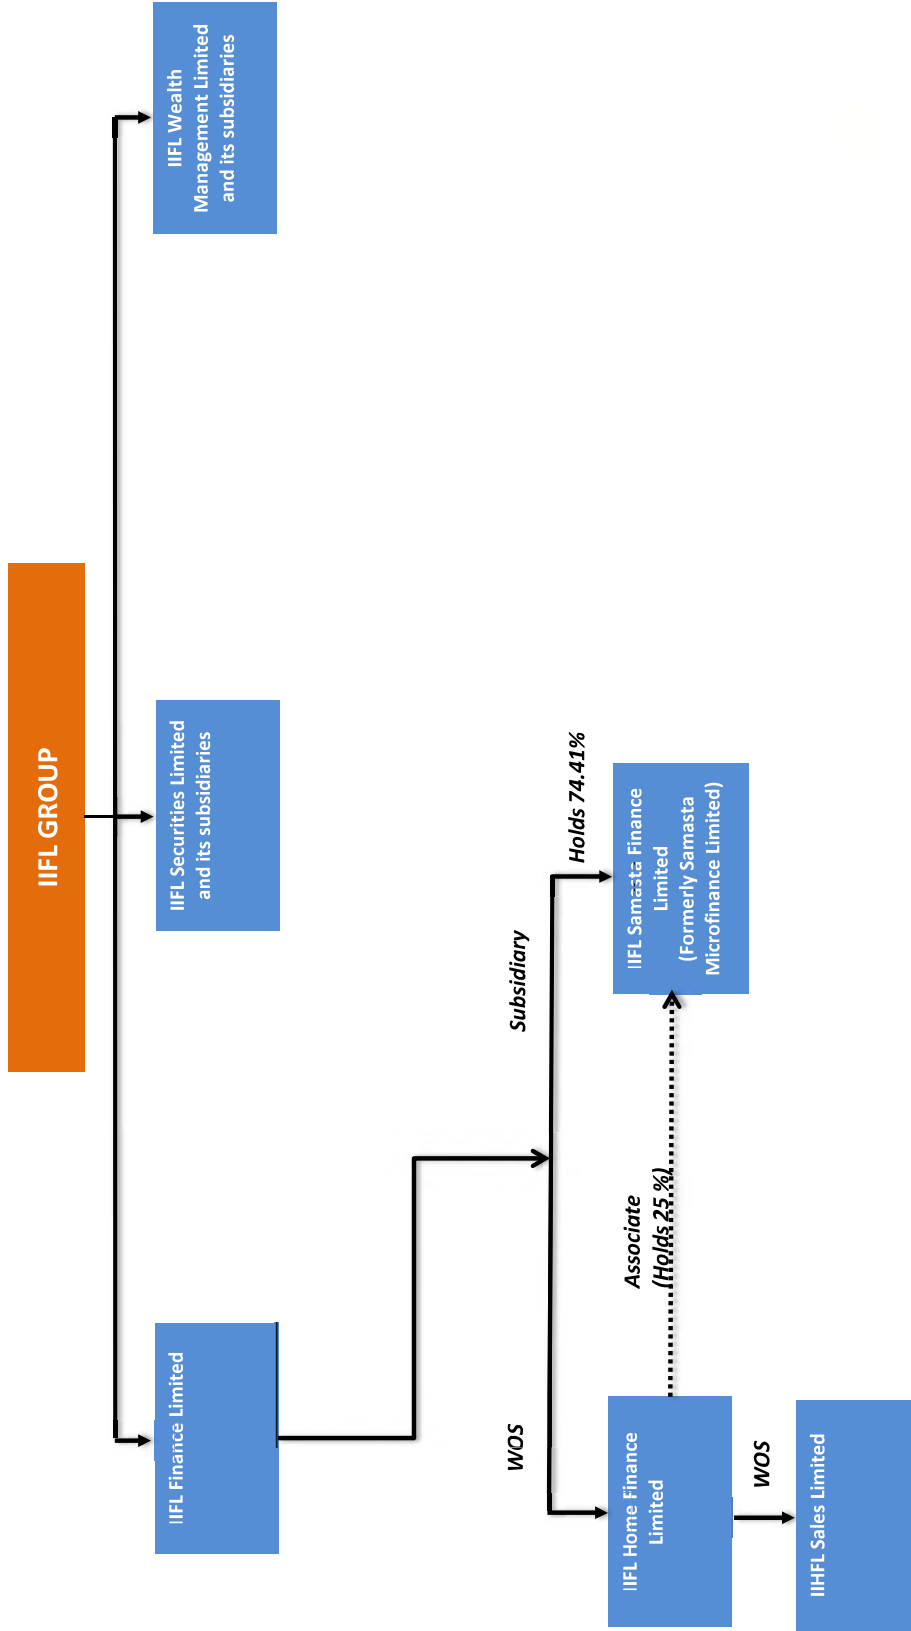 IIFL GROUP
IIFL Finance Limited
IIFL Securities Limited
and its subsidiaries
IIFL Wealth
Management Limited
and its subsidiaries
WOS
Subsidiary
Holds 74.41%
IIFL Home Finance
Limited
Associate
(Holds 25 %)
IIFL Samasta Finance
Limited
(Formerly Samasta
Microfinance Limited)
WOS
IIHFL Sales Limited